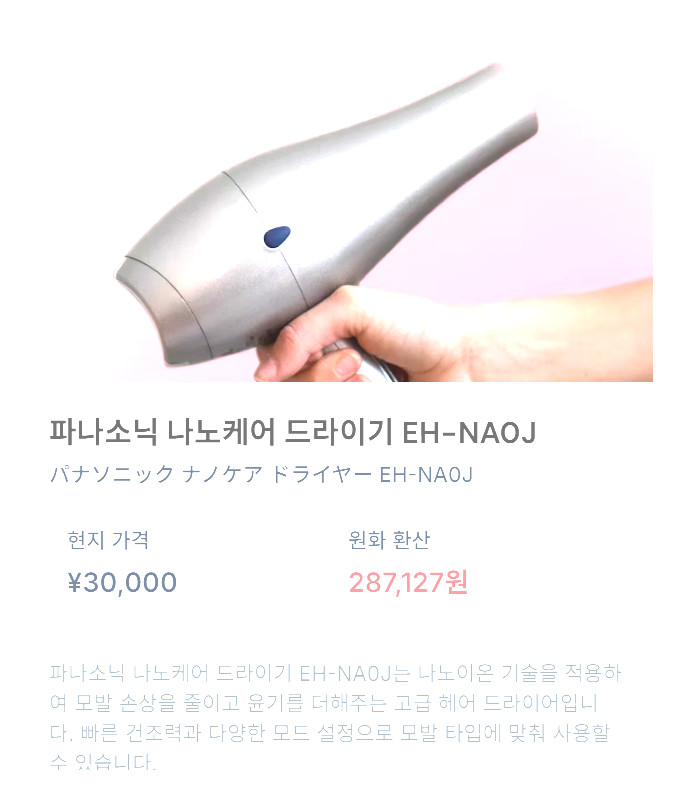 파나소닉 나노케어 드라이기 EH-NA0J
パナソニック ナノケア ドライヤー EH-NA0J
현지 가격
원화 환산
¥30,000
287,127원
파나소닉 나노케어 드라이기 EH-NA0J는 나노이온 기술을 적용하
여 모발 손상을 줄이고 윤기를 더해주는 고급 헤어 드라이어입니
다. 빠른 건조력과 다양한 모드 설정으로 모발 타입에 맞춰 사용할
수 있습니다.